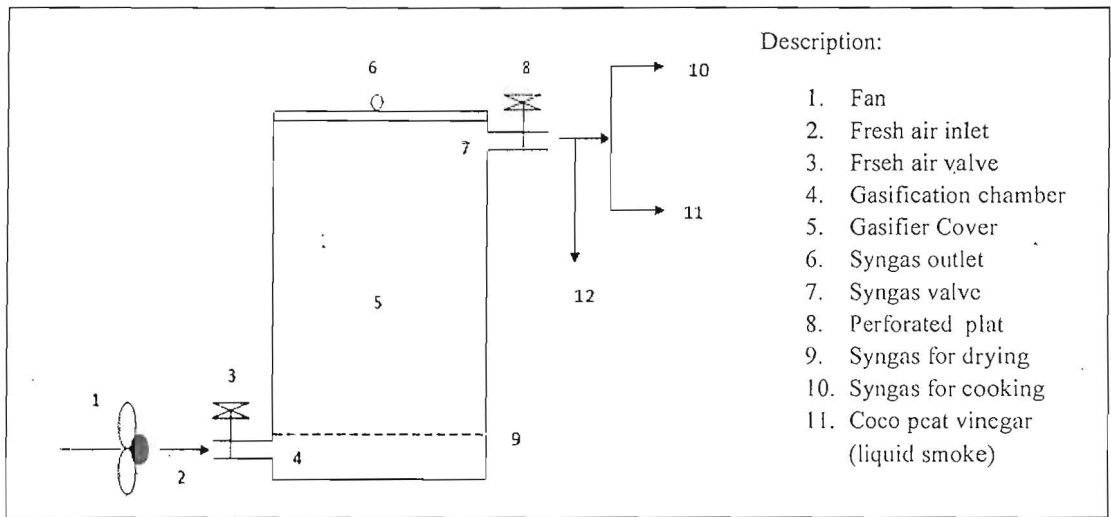 Description:
6
8
10
1. Fan
2. Fresh air inlet
7
3. Frseh air valve
4. Gasification chamber
11
5. Gasifier Cover
6. Syngas outlet
12
5
7. Syngas valve
8. Perforated plat
3
9. Syngas for drying
1
10. Syngas for cooking
9
11. Coco peat vinegar
4
(liquid smoke)
2